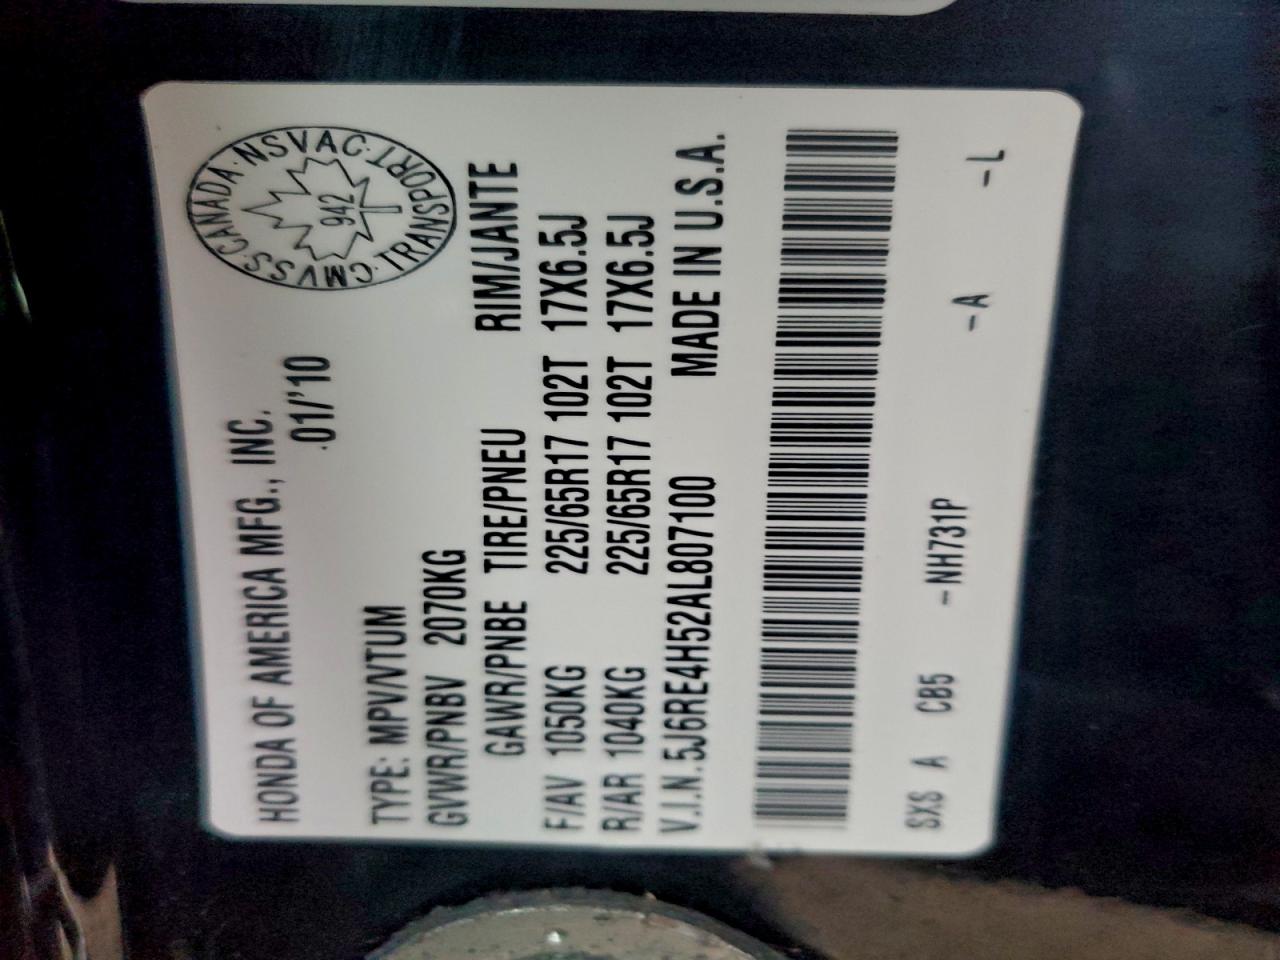 HONDA OF AMERICA MFG., INC.
01/'10
CMVSS·CANADA·NSVAC·TRANSPORT·
942
TYPE: MPV/VTUM
GVWR/PNBV 2070KG
GAWR/PNBE TIRE/PNEU RIM/JANTE
F/AV 1050KG 225/65R17 102T 17X6.5J
R/AR 1040KG 225/65R17 102T 17X6.5J
V.I.N. 5J6RE4H52AL807100 MADE IN U.S.A.
SXS A CB5 -NH731P -A -L